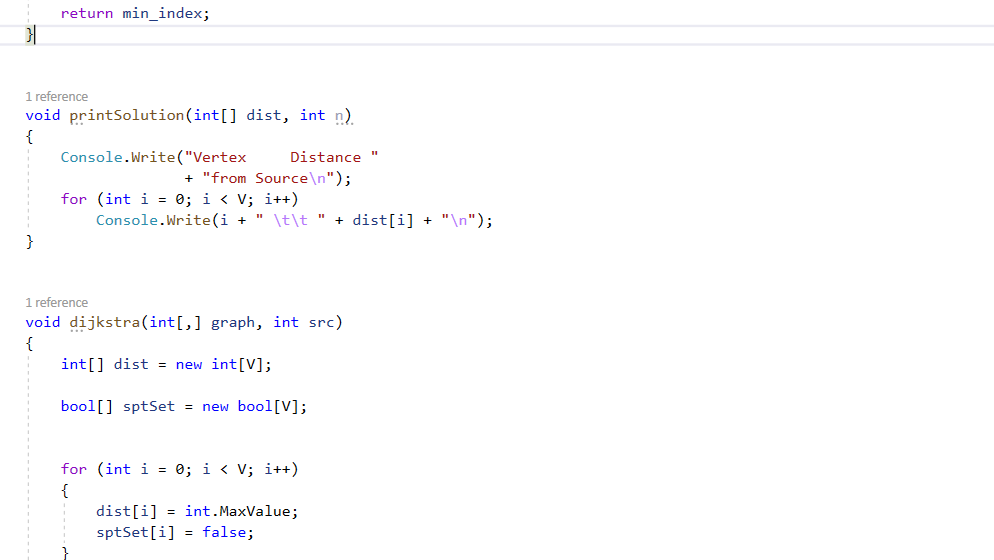 return min_index;
}
1 reference
void printSolution(int[] dist, int n)
{
Console.Write("Vertex     Distance "
+ "from Source\n");
for (int i = 0; i < V; i++)
Console.Write(i + " \t\t " + dist[i] + "\n");
}
1 reference
void dijkstra(int[,] graph, int src)
{
int[] dist = new int[V];
bool[] sptSet = new bool[V];
for (int i = 0; i < V; i++)
{
dist[i] = int.MaxValue;
sptSet[i] = false;
}